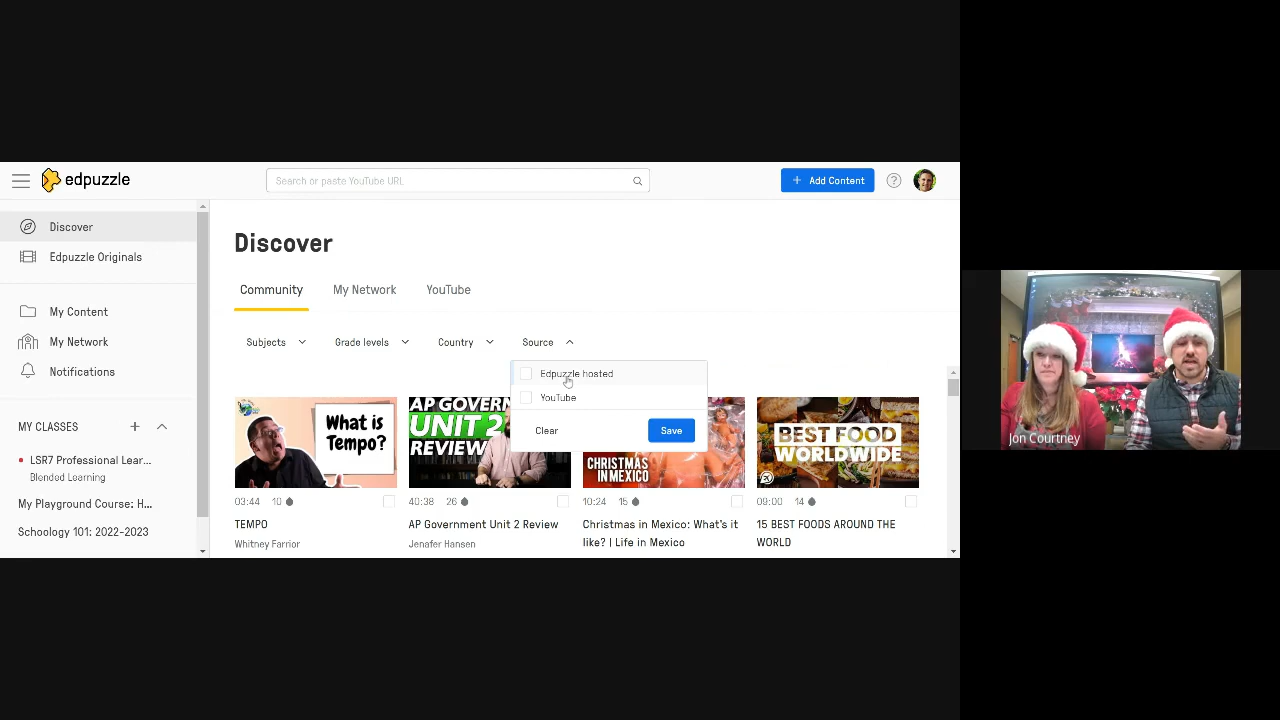 edpuzzle
Search or paste YouTube URL
+ Add Content
?
Discover
Edpuzzle Originals
My Content
My Network
Notifications
MY CLASSES
LSR7 Professional Lear...
Blended Learning
My Playground Course: H...
Schoology 101: 2022-2023
Discover
Community My Network YouTube
Subjects Grade levels Country Source
Edpuzzle hosted
YouTube
Clear Save
What is
Tempo?
AP GOVERN
UNIT 2
REVIEW
CHRISTMAS
IN MEXICO
BEST FOOD
WORLDWIDE
03:44 10
TEMPO
Whitney Farrior
40:38 26
AP Government Unit 2 Review
Jenafer Hansen
10:24 15
Christmas in Mexico: What's it
like? | Life in Mexico
09:00 14
15 BEST FOODS AROUND THE
WORLD
Jon Courtney